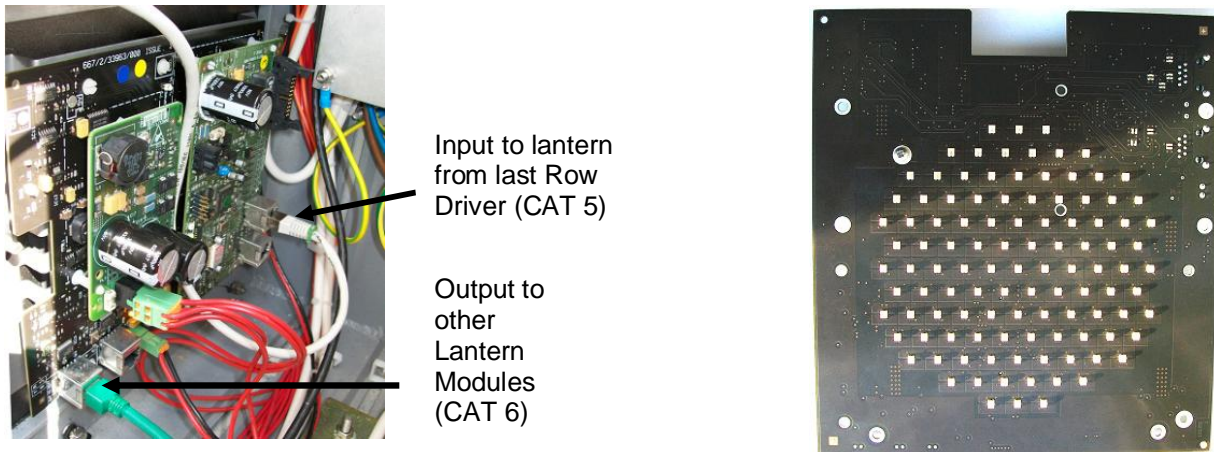 667/2/33963/000 ISSUE
Input to lantern
from last Row
Driver (CAT 5)
Output to
other
Lantern
Modules
(CAT 6)